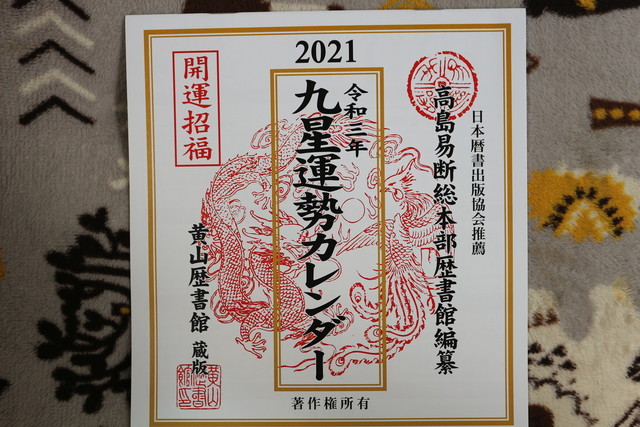 2021
日本暦書出版協会推薦
高島易断総本部歴書館編纂
令和三年
九星運勢カレンダー
開運招福
黄山歴書館 蔵版
著作権所有